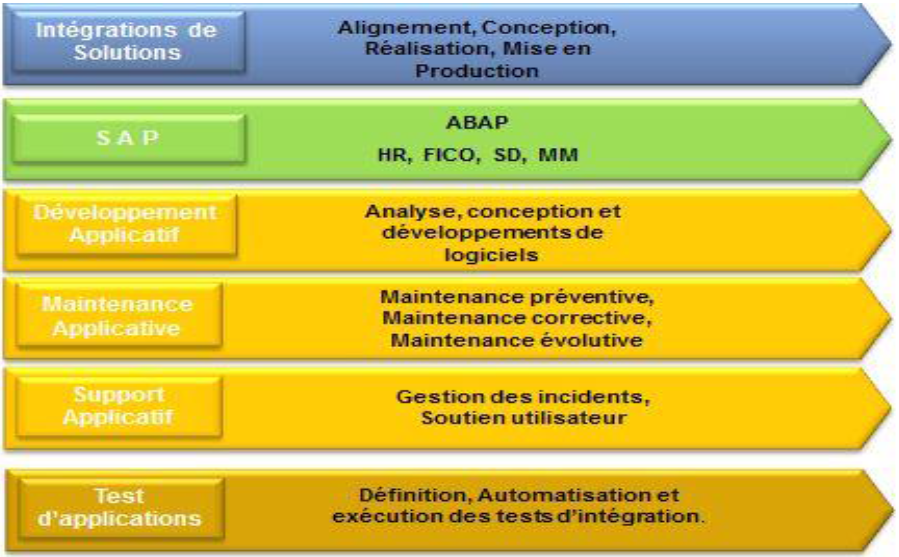 Intégrations de
Solutions
Alignement, Conception,
Réalisation, Mise en
Production
S A P
ABAP
HR, FICO, SD, MM
Développement
Applicatif
Analyse, conception et
développements de
logiciels
Maintenance
Applicative
Maintenance préventive,
Maintenance corrective,
Maintenance évolutive
Support
Applicatif
Gestion des incidents,
Soutien utilisateur
Test
d'applications
Définition, Automatisation et
exécution des tests d'intégration.